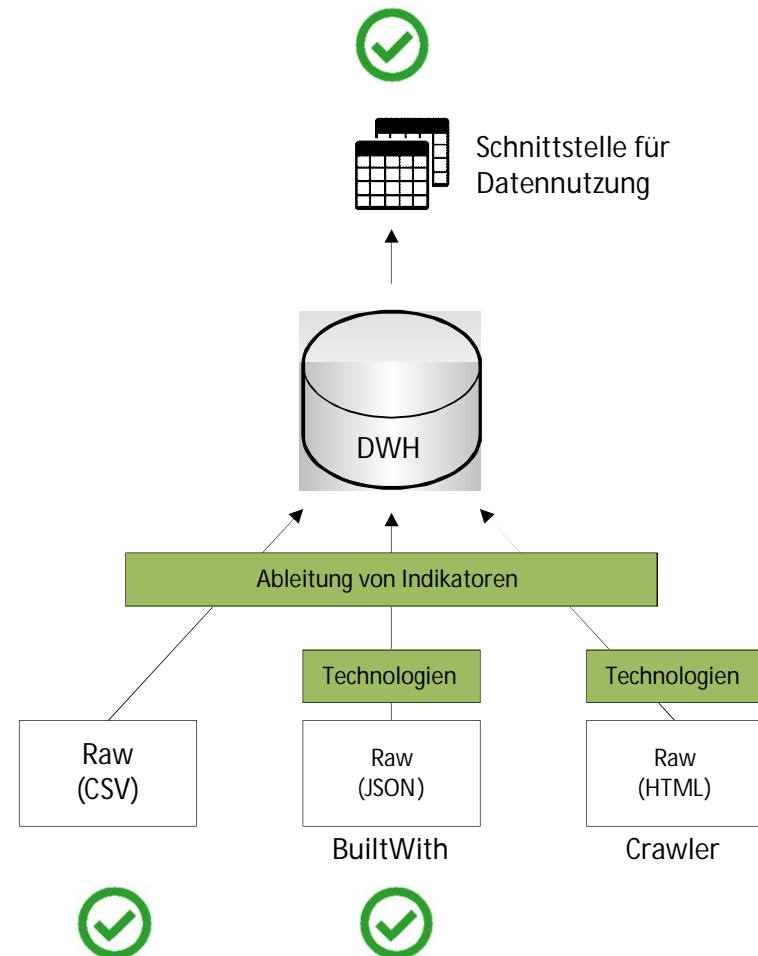 Schnittstelle für
Datennutzung
DWH
Ableitung von Indikatoren
Technologien
Technologien
Raw
(CSV)
Raw
(JSON)
Raw
(HTML)
BuiltWith
Crawler